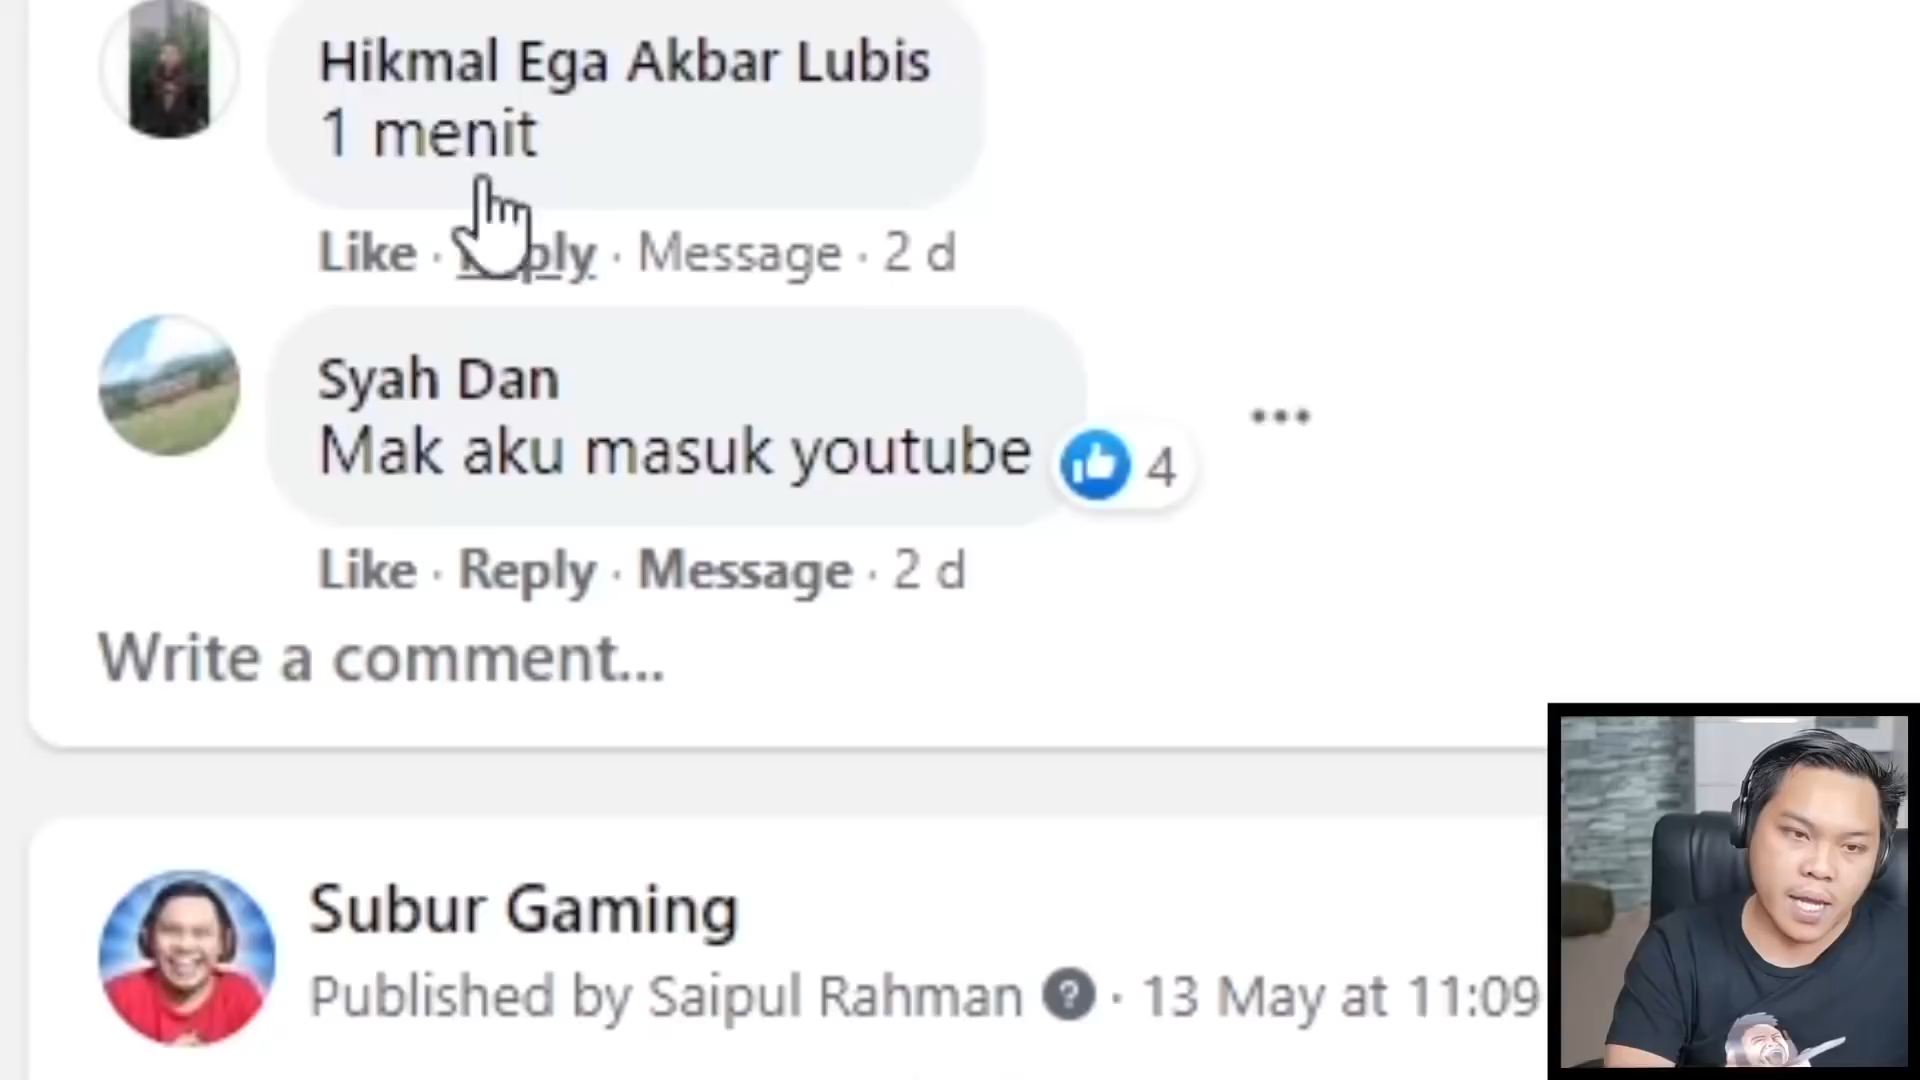 Hikmal Ega Akbar Lubis
1 menit
Like · Reply · Message · 2 d
Syah Dan
Mak aku masuk youtube
4
Like · Reply · Message · 2 d
Write a comment...
Subur Gaming
Published by Saipul Rahman ? · 13 May at 11:09